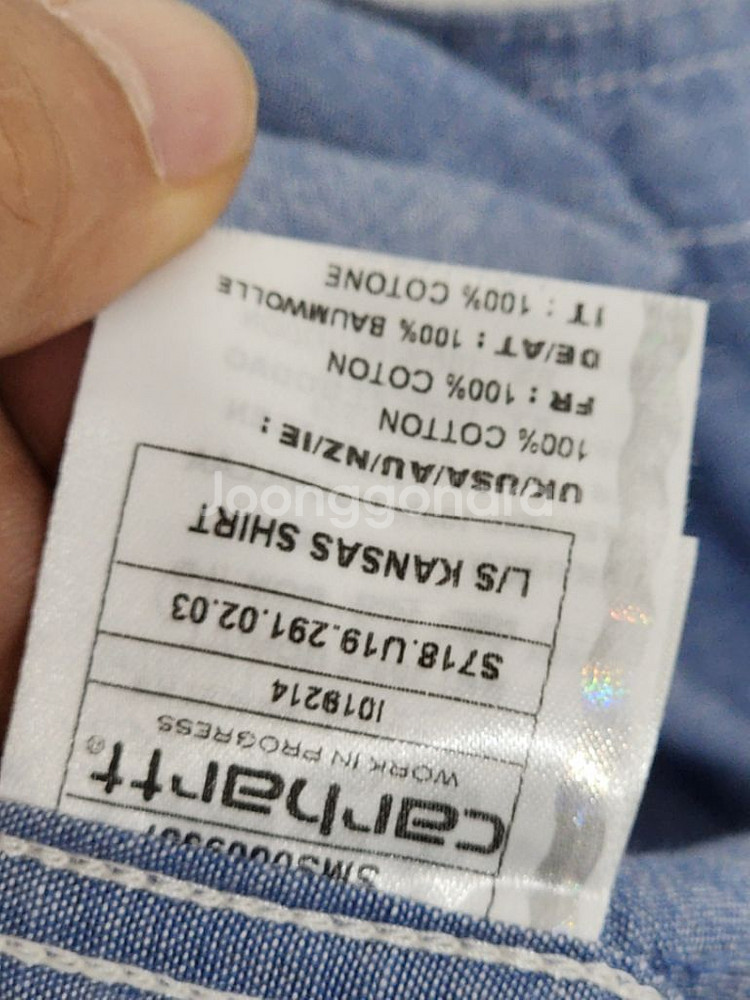 carhartt®
WORK IN PROGRESS
I019214
S718.U19.291.02.03
L/S KANSAS SHIRT
UK/USA/AU/NZ/IE :
100% COTTON
FR : 100% COTON
DE/AT : 100% BAUMWOLLE
IT : 100% COTONE
Joonggonara